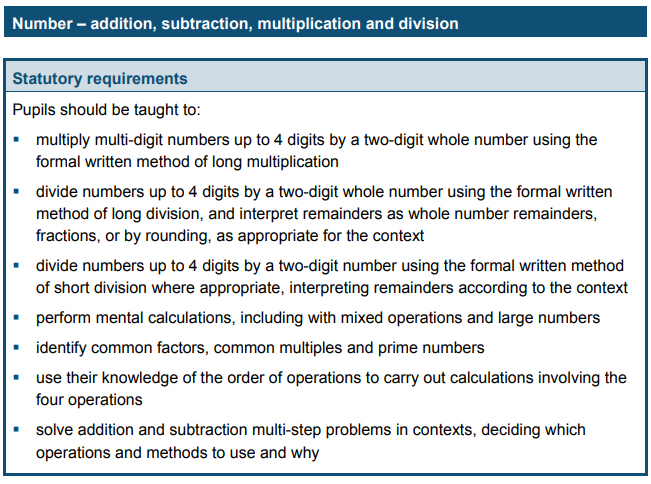 Number – addition, subtraction, multiplication and division
Statutory requirements
Pupils should be taught to:
▪ multiply multi-digit numbers up to 4 digits by a two-digit whole number using the
formal written method of long multiplication
▪ divide numbers up to 4 digits by a two-digit whole number using the formal written
method of long division, and interpret remainders as whole number remainders,
fractions, or by rounding, as appropriate for the context
▪ divide numbers up to 4 digits by a two-digit number using the formal written method
of short division where appropriate, interpreting remainders according to the context
▪ perform mental calculations, including with mixed operations and large numbers
▪ identify common factors, common multiples and prime numbers
▪ use their knowledge of the order of operations to carry out calculations involving the
four operations
▪ solve addition and subtraction multi-step problems in contexts, deciding which
operations and methods to use and why